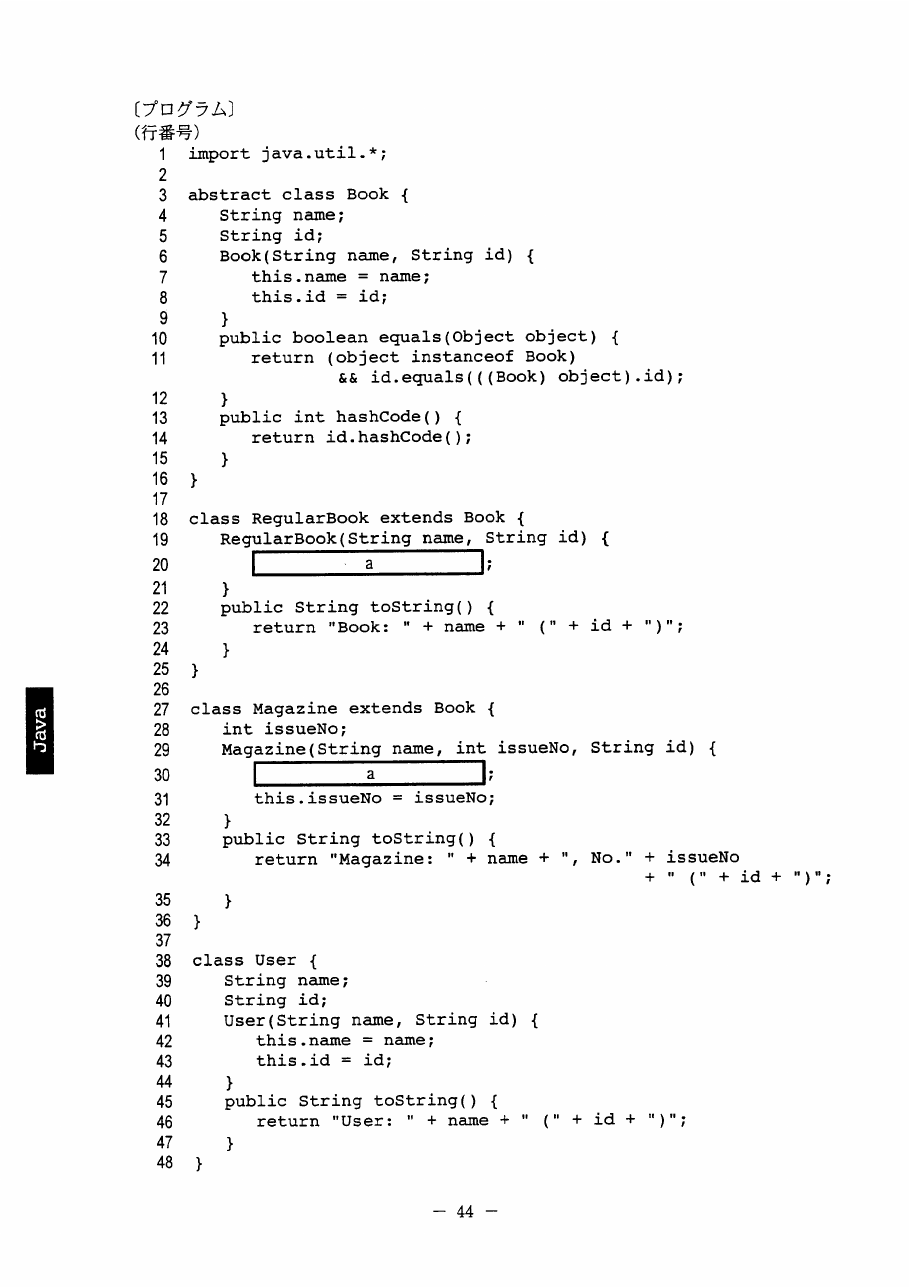 〔プログラム〕
(行番号)
1 import java.util.*;
2
3 abstract class Book {
4 String name;
5 String id;
6 Book(String name, String id) {
7 this.name = name;
8 this.id = id;
9 }
10 public boolean equals(Object object) {
11 return (object instanceof Book)
&& id.equals(((Book) object).id);
12 }
13 public int hashCode() {
14 return id.hashCode();
15 }
16 }
17
18 class RegularBook extends Book {
19 RegularBook(String name, String id) {
20 a ;
21 }
22 public String toString() {
23 return "Book: " + name + " (" + id + ")";
24 }
25 }
26
27 class Magazine extends Book {
28 int issueNo;
29 Magazine(String name, int issueNo, String id) {
30 a ;
31 this.issueNo = issueNo;
32 }
33 public String toString() {
34 return "Magazine: " + name + ", No." + issueNo
+ " (" + id + ")";
35 }
36 }
37
38 class User {
39 String name;
40 String id;
41 User(String name, String id) {
42 this.name = name;
43 this.id = id;
44 }
45 public String toString() {
46 return "User: " + name + " (" + id + ")";
47 }
48 }
Java
― 44 ―